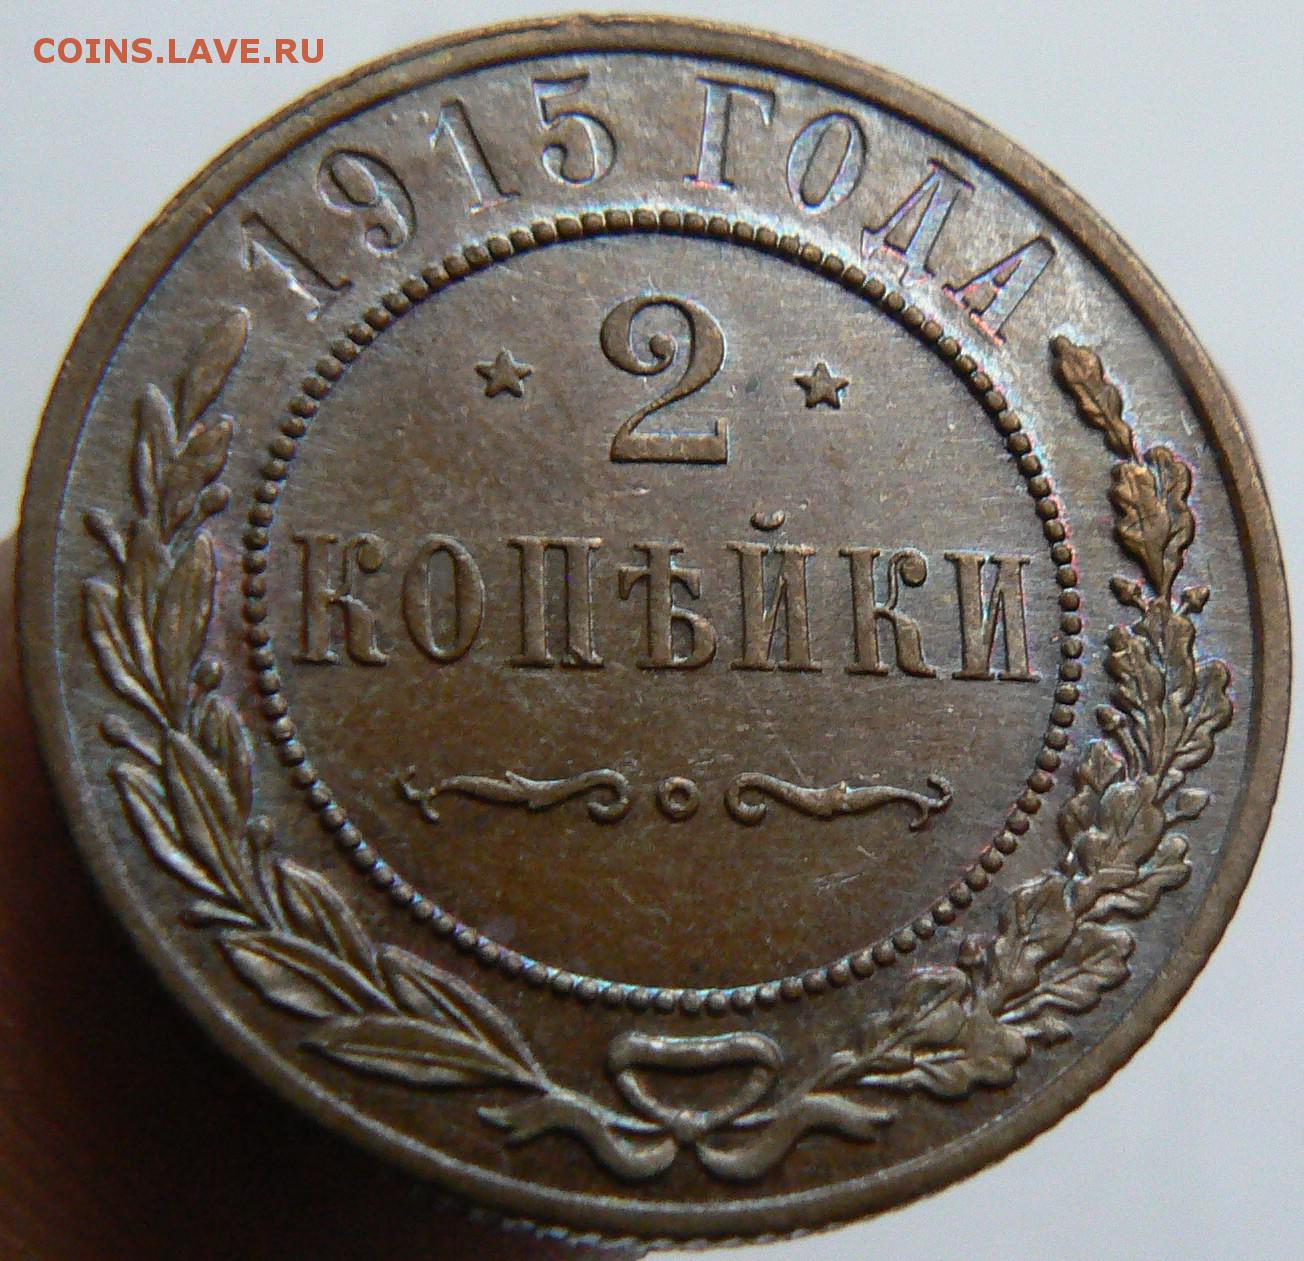 COINS.LAVE.RU
1915 ГОДА
2
КОПѢЙКИ